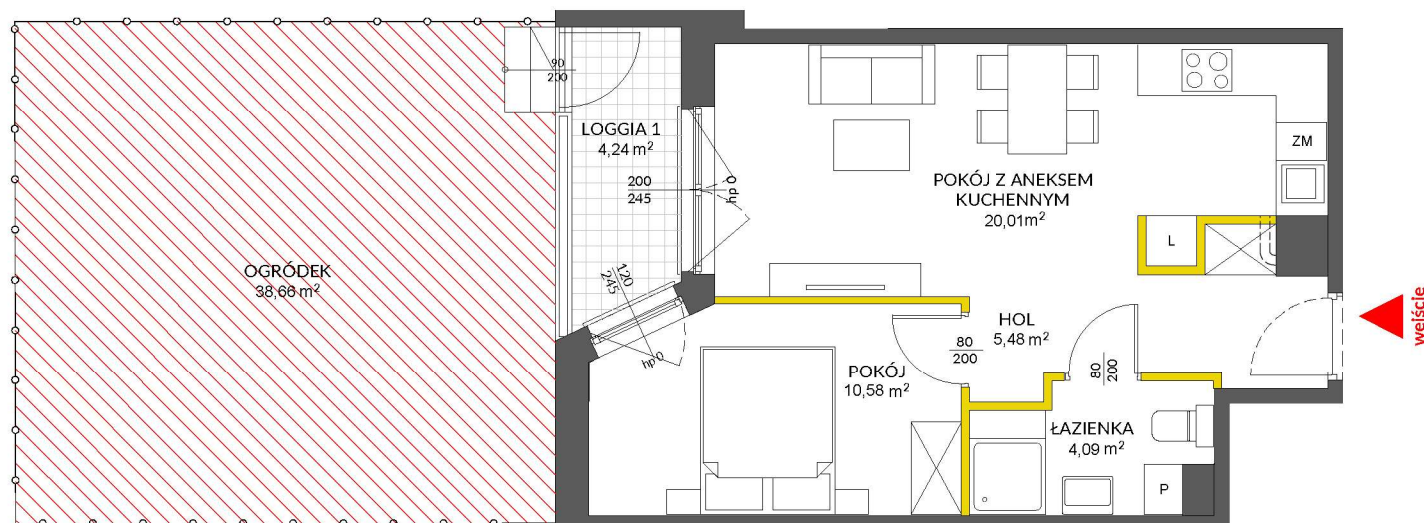 90
200
LOGGIA 1
4,24 m²
200
245
hp 0
120
245
hp 0
OGRÓDEK
38,66 m²
POKÓJ Z ANEKSEM
KUCHENNYM
20,01m²
ZM
L
HOL
5,48 m²
80
200
80
200
POKÓJ
10,58 m²
ŁAZIENKA
4,09 m²
P
wejście